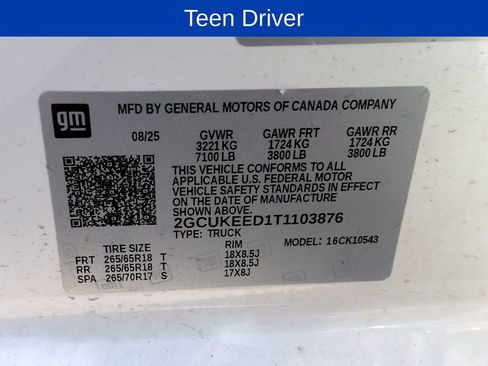 Teen Driver
gm
MFD BY GENERAL MOTORS OF CANADA COMPANY
08/25 GVWR GAWR FRT GAWR RR
3221 KG 1724 KG 1724 KG
7100 LB 3800 LB 3800 LB
THIS VEHICLE CONFORMS TO ALL
APPLICABLE U.S. FEDERAL MOTOR
VEHICLE SAFETY STANDARDS IN
EFFECT ON THE DATE OF MANUFACTURE
SHOWN ABOVE.
2GCUKEED1T1103876
TYPE: TRUCK MODEL: 16CK10543
TIRE SIZE RIM
FRT 265/65R18 T 18X8.5J
RR 265/65R18 T 18X8.5J
SPA 265/70R17 S 17X8J